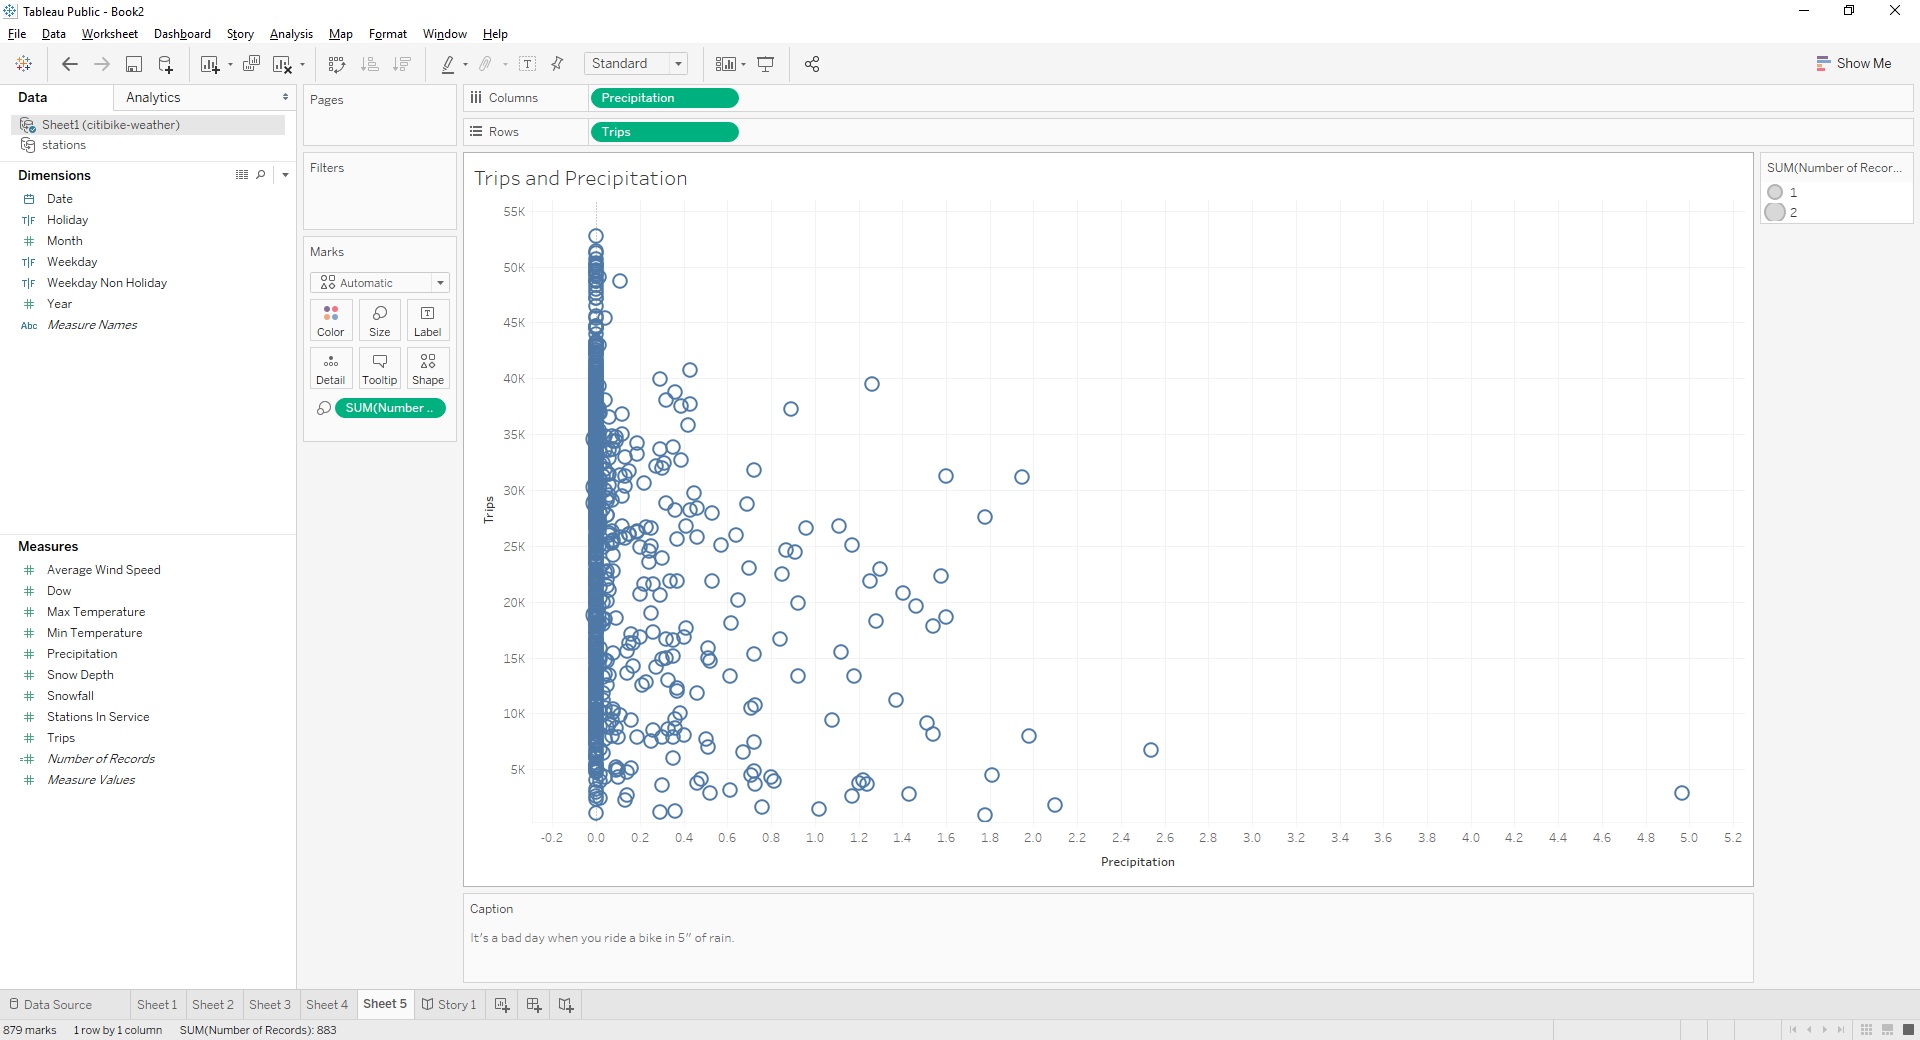 Tableau Public - Book2
File Data Worksheet Dashboard Story Analysis Map Format Window Help
Standard
Show Me
Data Analytics
Sheet1 (citibike-weather)
stations
Dimensions
Date
T|F Holiday
Month
T|F Weekday
T|F Weekday Non Holiday
Year
Abc Measure Names
Measures
Average Wind Speed
Dow
Max Temperature
Min Temperature
Precipitation
Snow Depth
Snowfall
Stations In Service
Trips
Number of Records
Measure Values
Pages
Filters
Marks
Automatic
Color Size Label
Detail Tooltip Shape
SUM(Number ..
Columns Precipitation
Rows Trips
Trips and Precipitation
55K
50K
45K
40K
35K
30K
25K
20K
15K
10K
5K
Trips
-0.2 0.0 0.2 0.4 0.6 0.8 1.0 1.2 1.4 1.6 1.8 2.0 2.2 2.4 2.6 2.8 3.0 3.2 3.4 3.6 3.8 4.0 4.2 4.4 4.6 4.8 5.0 5.2
Precipitation
SUM(Number of Recor...
1
2
Caption
It's a bad day when you ride a bike in 5" of rain.
Data Source Sheet 1 Sheet 2 Sheet 3 Sheet 4 Sheet 5 Story 1
879 marks 1 row by 1 column SUM(Number of Records): 883